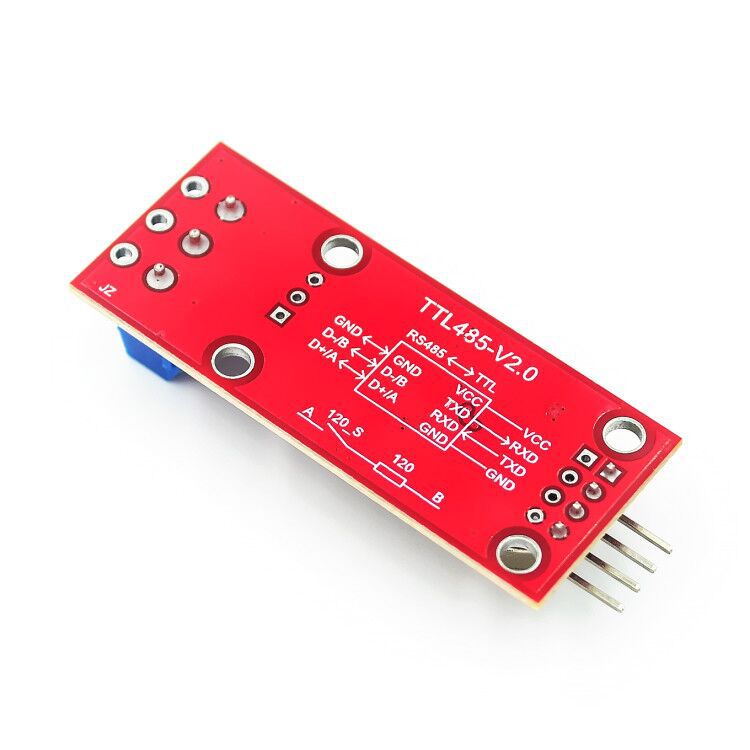 JZ
TTL485-V2.0
RS485 TTL
GND GND
D-/B D-/B
D+/A D+/A
VCC VCC
TXD RXD
RXD TXD
GND GND
A 120_S 120 B